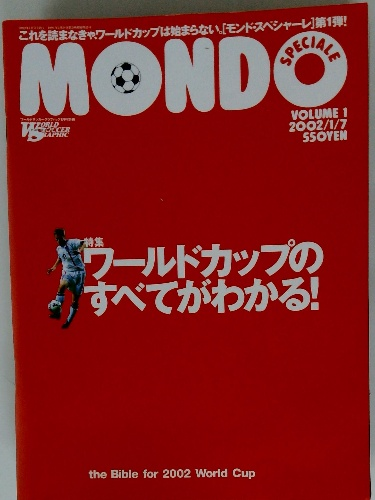 これを読まなきゃ、ワールドカップは始まらない。[モンド・スペシャーレ]第1弾!
MONDO
SPECIALE
VOLUME 1
2002/1/7
550YEN
WORLD
SOCCER
GRAPHIC
特集
ワールドカップの
すべてがわかる!
the Bible for 2002 World Cup